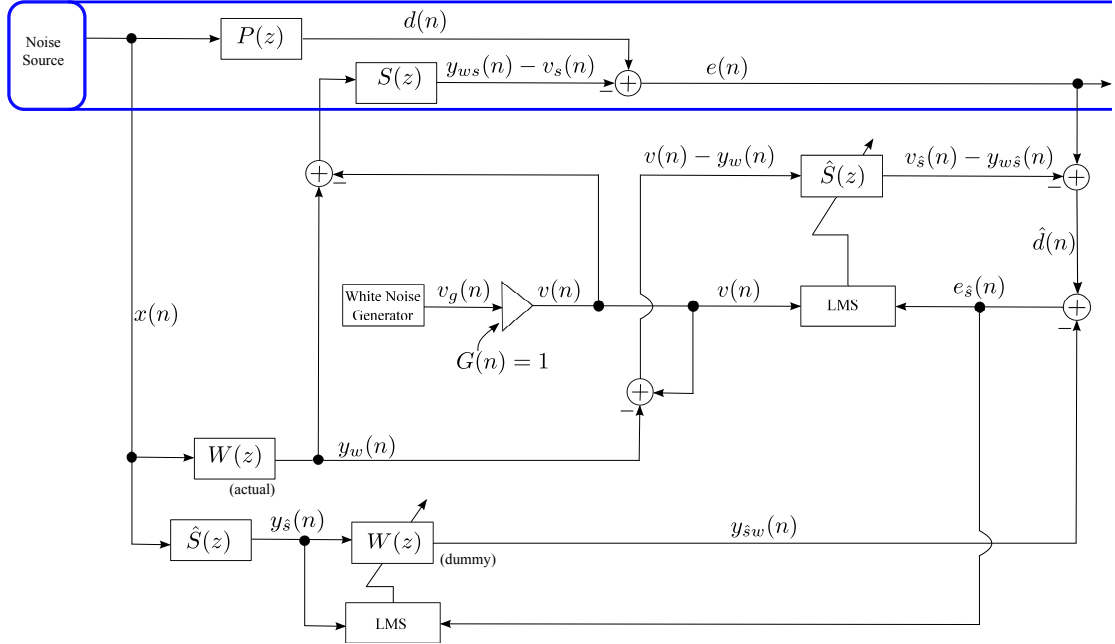 Noise
Source
P(z)
d(n)
S(z)
y_{ws}(n) − v_s(n)
e(n)
−
+
+
−
v(n) − y_w(n)
Ŝ(z)
v_ŝ(n) − y_{wŝ}(n)
−
+
d̂(n)
White Noise
Generator
v_g(n)
v(n)
v(n)
LMS
e_ŝ(n)
+
−
x(n)
G(n) = 1
+
−
W(z)
(actual)
y_w(n)
Ŝ(z)
y_ŝ(n)
W(z)
(dummy)
y_{ŝw}(n)
LMS